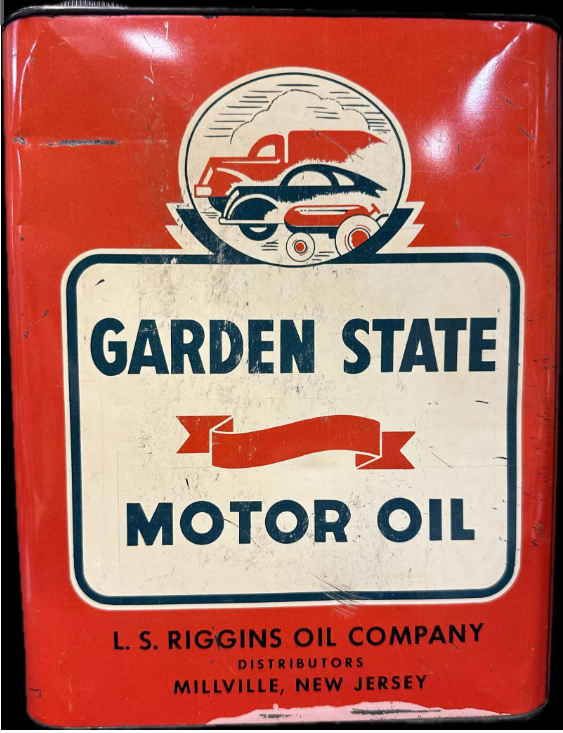 GARDEN STATE
MOTOR OIL
L. S. RIGGINS OIL COMPANY
DISTRIBUTORS
MILLVILLE, NEW JERSEY